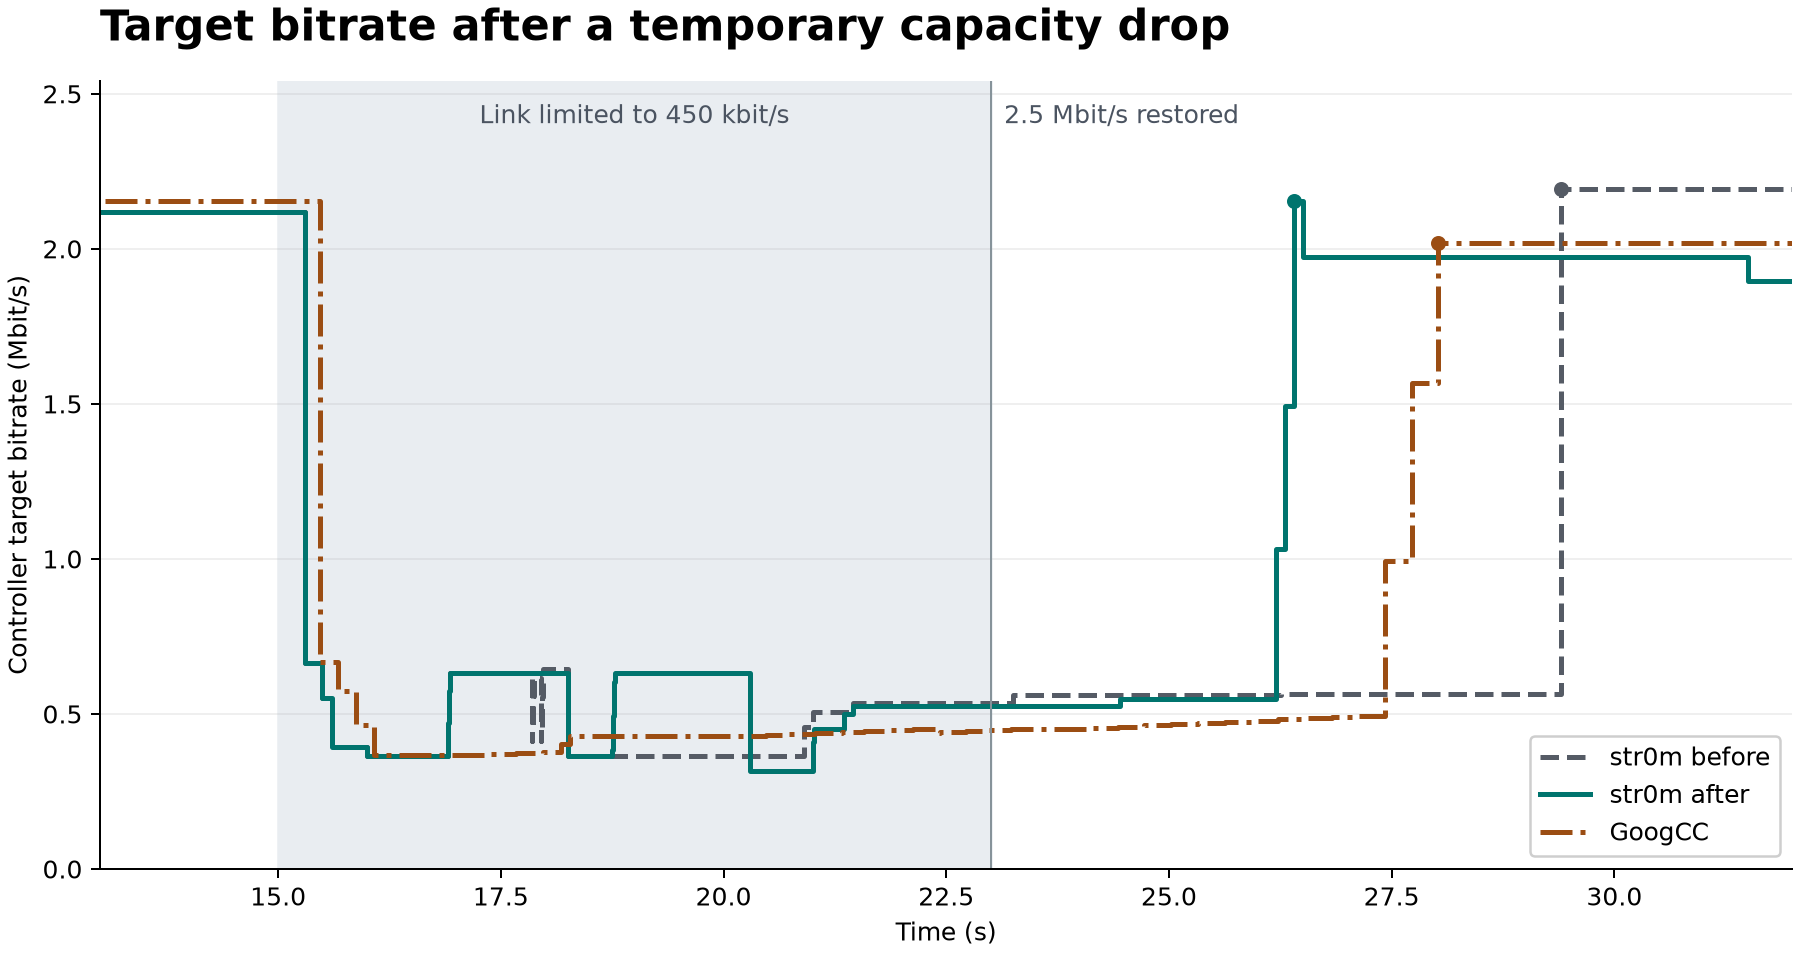 Target bitrate after a temporary capacity drop
Link limited to 450 kbit/s
2.5 Mbit/s restored
Controller target bitrate (Mbit/s)
2.5
2.0
1.5
1.0
0.5
0.0
15.0
17.5
20.0
22.5
25.0
27.5
30.0
Time (s)
str0m before
str0m after
GoogCC